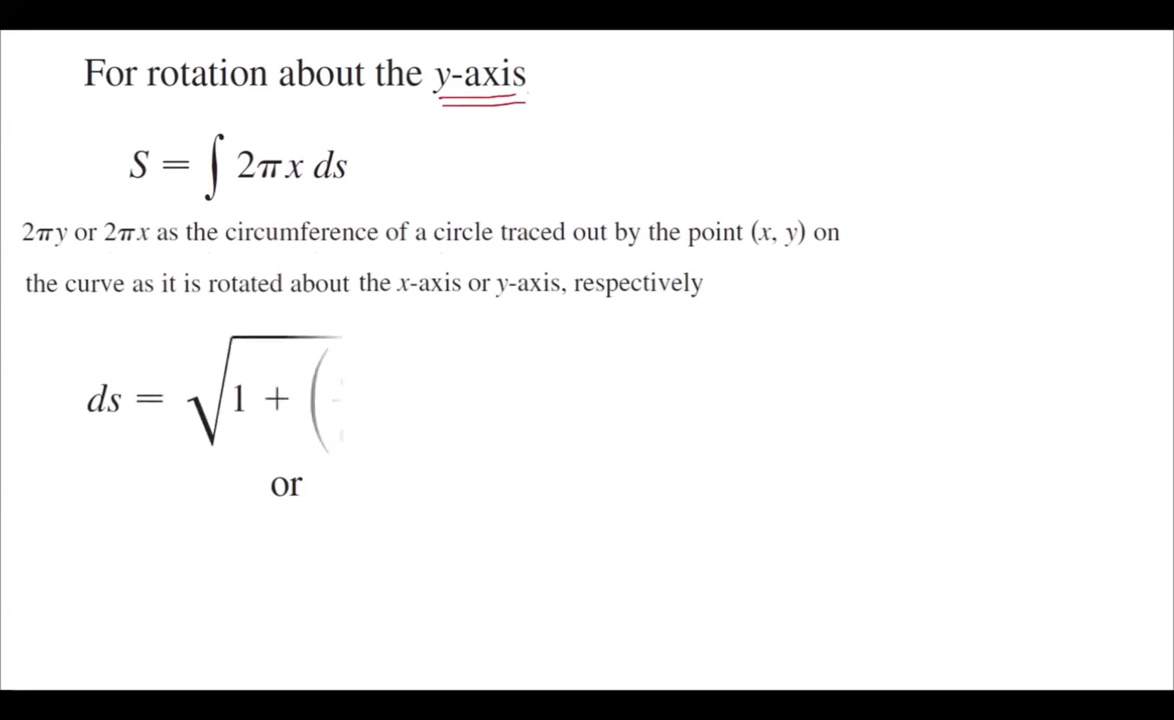 For rotation about the y-axis
S = ∫ 2πx ds
2πy or 2πx as the circumference of a circle traced out by the point (x, y) on
the curve as it is rotated about the x-axis or y-axis, respectively
ds = √1 + (
or